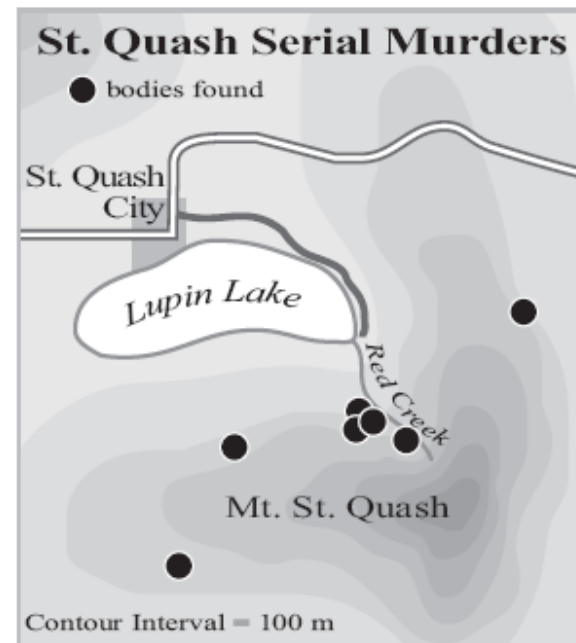 St. Quash Serial Murders
bodies found
St. Quash
City
Lupin Lake
Red Creek
Mt. St. Quash
Contour Interval = 100 m